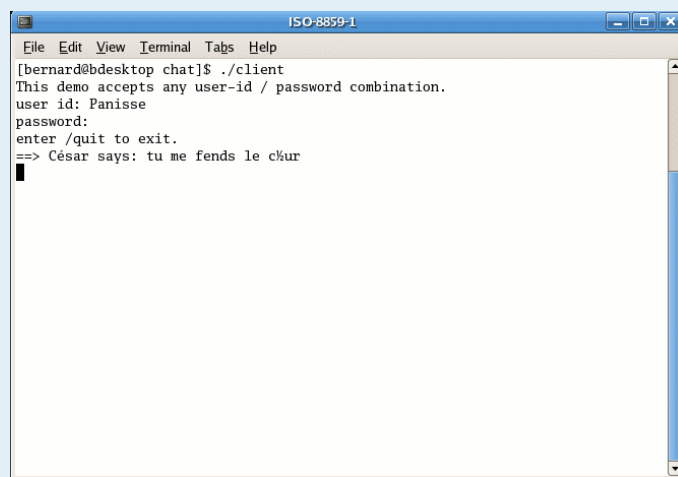 ISO-8859-1
File Edit View Terminal Tabs Help
[bernard@bdesktop chat]$ ./client
This demo accepts any user-id / password combination.
user id: Panisse
password:
enter /quit to exit.
==> César says: tu me fends le c½ur